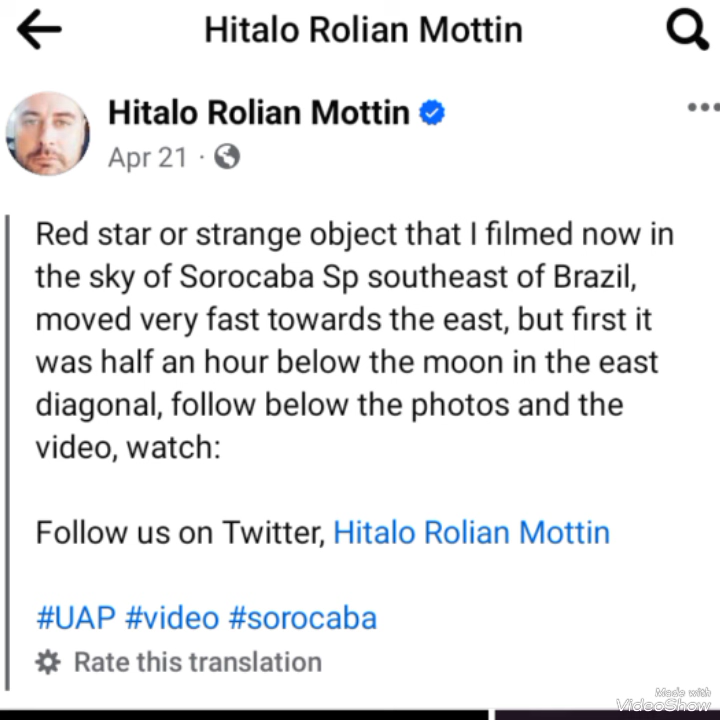 Hitalo Rolian Mottin
Hitalo Rolian Mottin
Apr 21 ·
Red star or strange object that I filmed now in
the sky of Sorocaba Sp southeast of Brazil,
moved very fast towards the east, but first it
was half an hour below the moon in the east
diagonal, follow below the photos and the
video, watch:
Follow us on Twitter, Hitalo Rolian Mottin
#UAP #video #sorocaba
Rate this translation
Made with
VideoShow